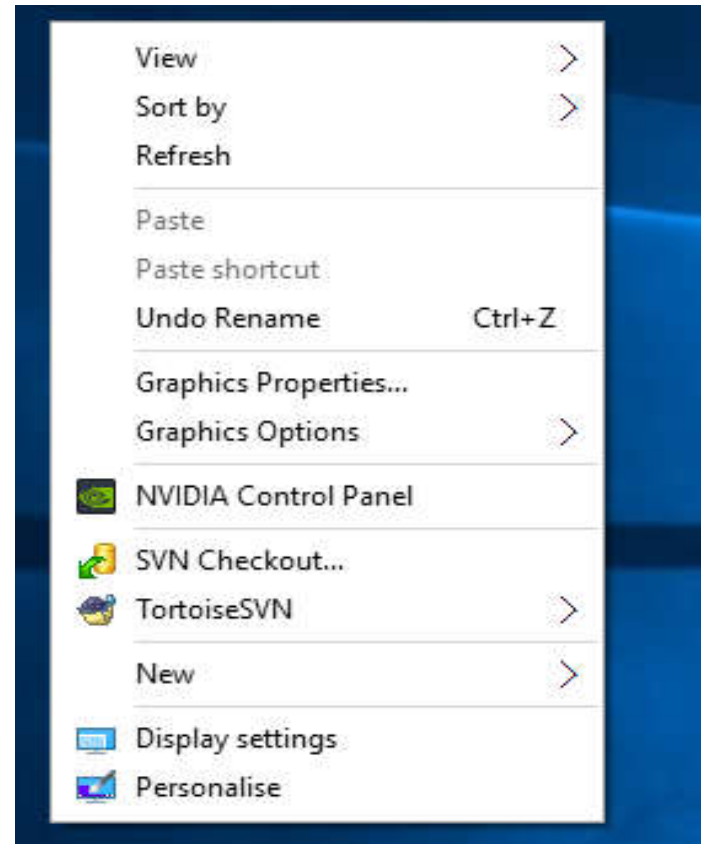 View
Sort by
Refresh
Paste
Paste shortcut
Undo Rename Ctrl+Z
Graphics Properties...
Graphics Options
NVIDIA Control Panel
SVN Checkout...
TortoiseSVN
New
Display settings
Personalise